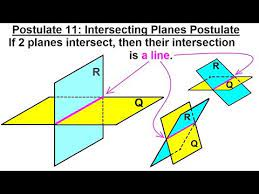 Postulate 11: Intersecting Planes Postulate
If 2 planes intersect, then their intersection
is a line.
R
Q
R
Q
R
Q